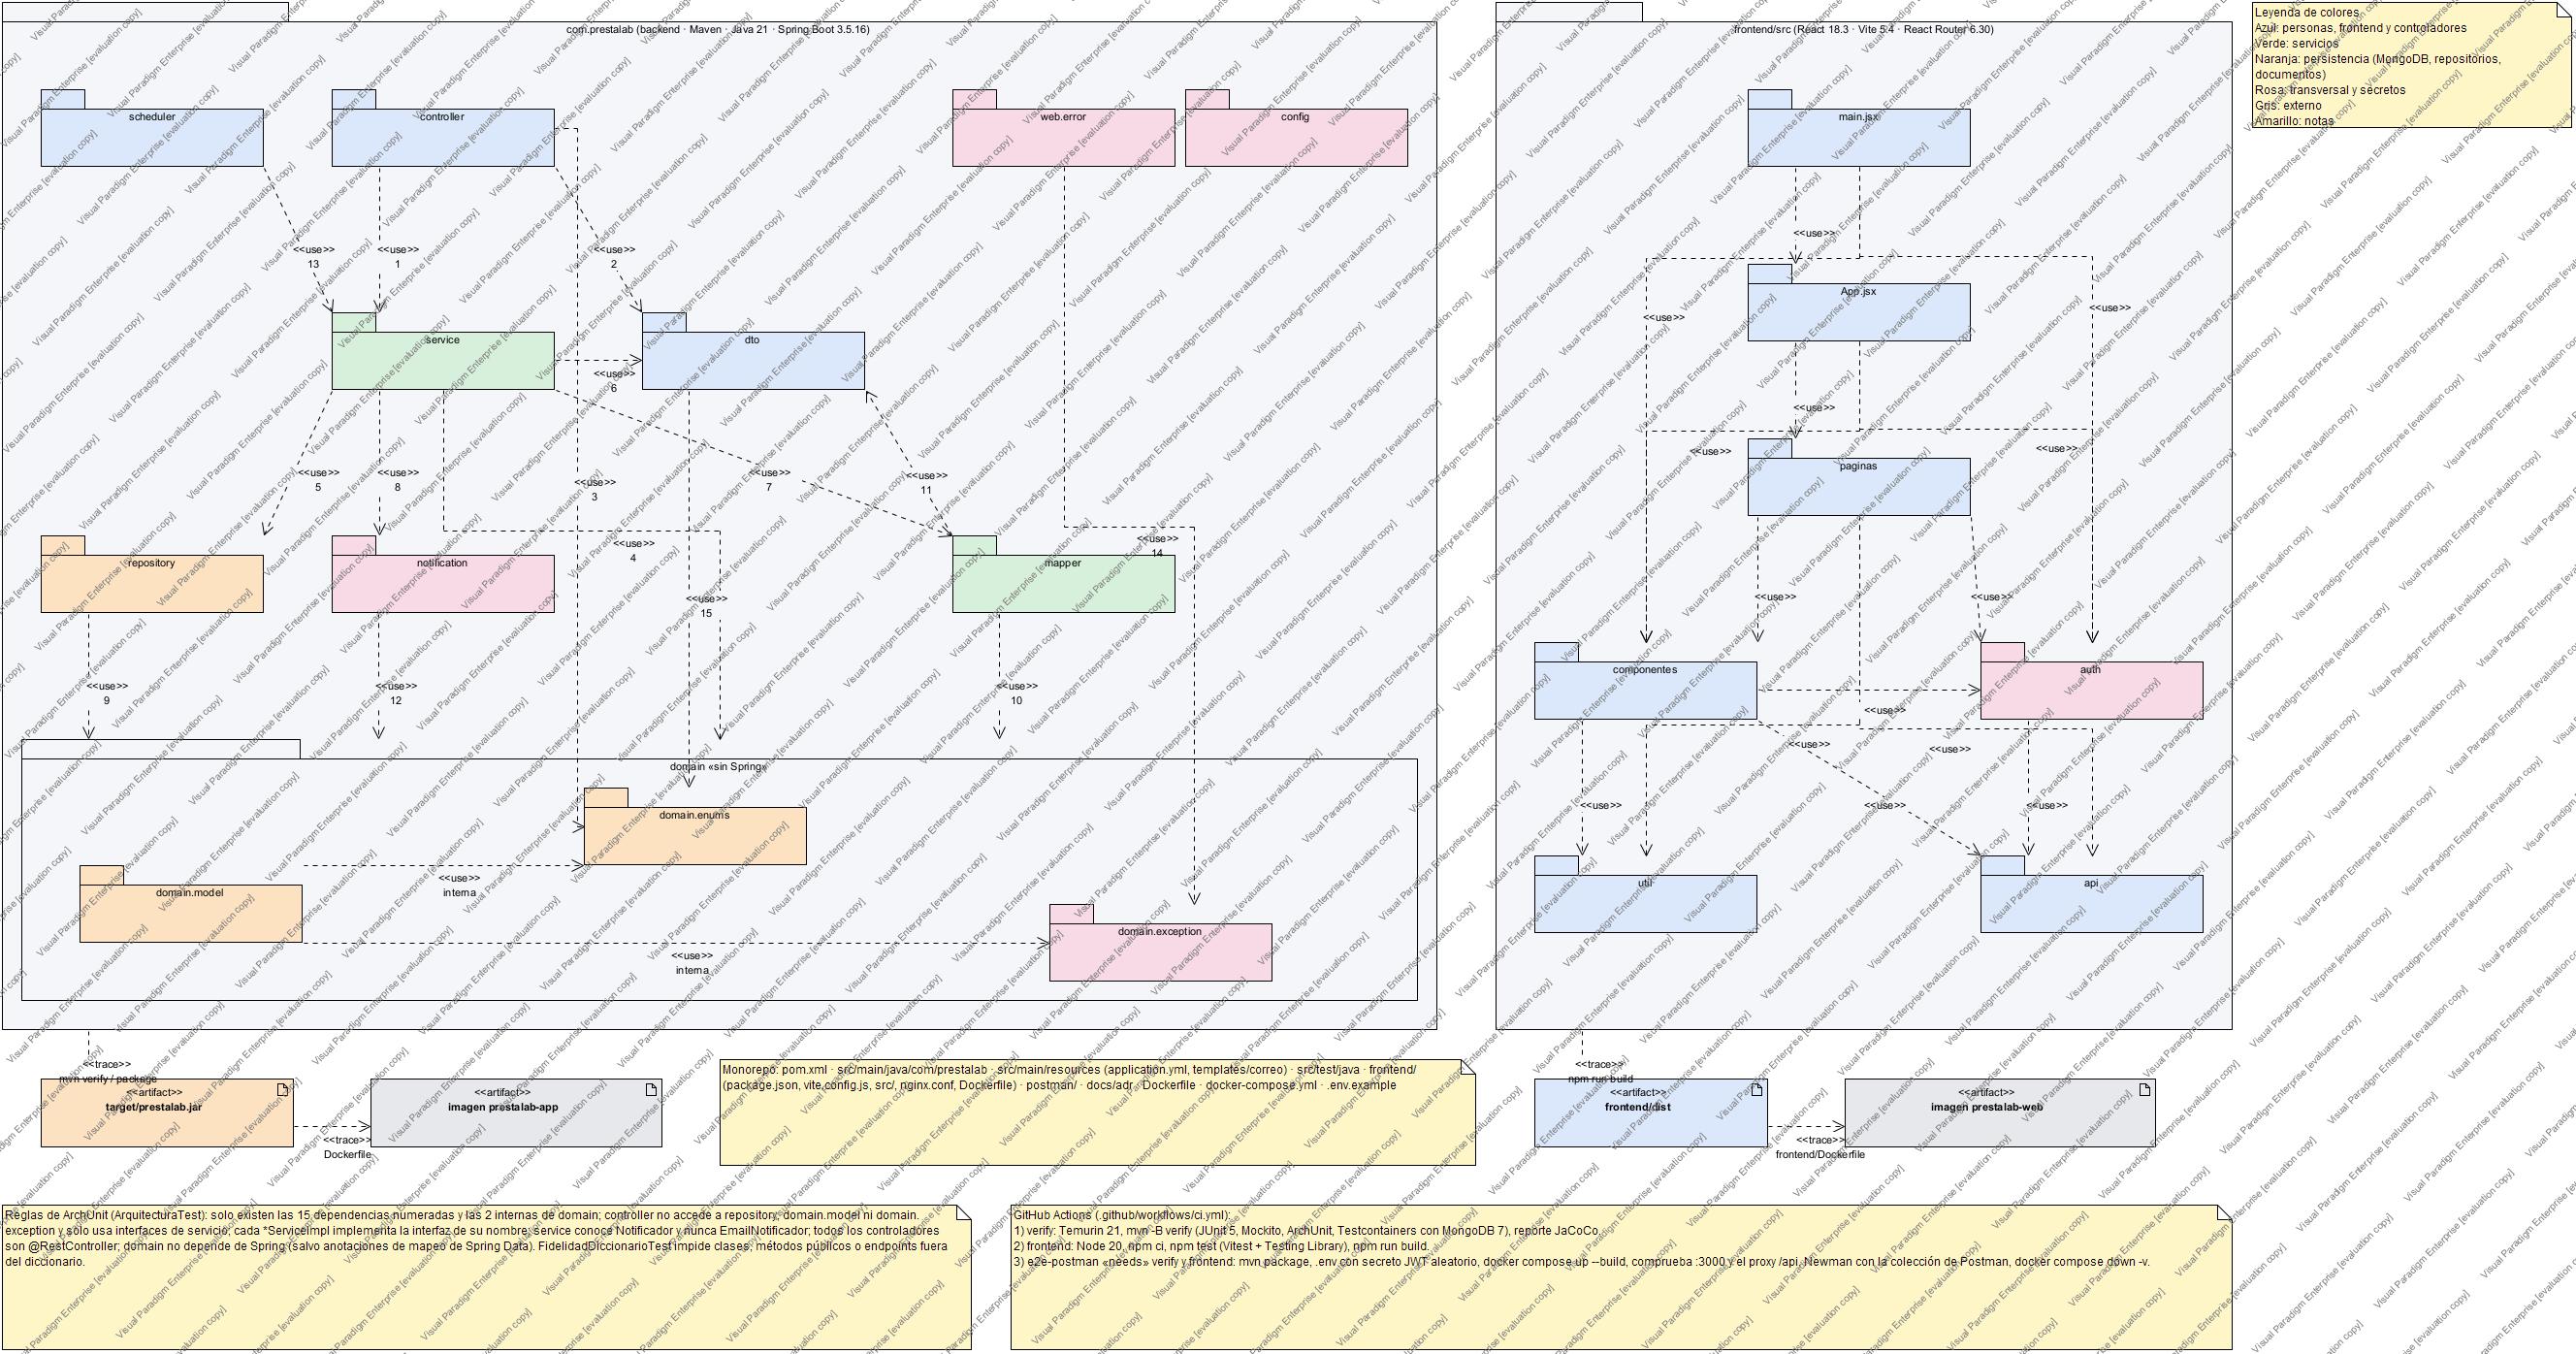 com.prestalab (backend · Maven · Java 21 · Spring Boot 3.5.16)
frontend/src (React 18.3 · Vite 5.4 · React Router 6.30)
Leyenda de colores
Azul: personas, frontend y controladores
Verde: servicios
Naranja: persistencia (MongoDB, repositorios,
documentos)
Rosa: transversal y secretos
Gris: externo
Amarillo: notas
scheduler
controller
web.error
config
main.jsx
<<use>>
13
<<use>>
1
<<use>>
2
<<use>>
App.jsx
<<use>>
<<use>>
service
dto
<<use>>
6
<<use>>
<<use>>
<<use>>
paginas
<<use>>
5
<<use>>
8
<<use>>
3
<<use>>
7
<<use>>
11
<<use>>
4
<<use>>
14
repository
notification
mapper
<<use>>
15
<<use>>
<<use>>
componentes
auth
<<use>>
9
<<use>>
12
<<use>>
10
<<use>>
<<use>>
<<use>>
<<use>>
<<use>>
<<use>>
domain «sin Spring»
domain.enums
domain.model
<<use>>
interna
domain.exception
<<use>>
interna
util
api
<<trace>>
mvn verify / package
<<artifact>>
target/prestalab.jar
<<trace>>
Dockerfile
<<artifact>>
imagen prestalab-app
Monorepo: pom.xml · src/main/java/com/prestalab · src/main/resources (application.yml, templates/correo) · src/test/java · frontend/
(package.json, vite.config.js, src/, nginx.conf, Dockerfile) · postman/ · docs/adr · Dockerfile · docker-compose.yml · .env.example
<<trace>>
npm run build
<<artifact>>
frontend/dist
<<trace>>
frontend/Dockerfile
<<artifact>>
imagen prestalab-web
Reglas de ArchUnit (ArquitecturaTest): solo existen las 15 dependencias numeradas y las 2 internas de domain; controller no accede a repository, domain.model ni domain.
exception y solo usa interfaces de servicio; cada *ServiceImpl implementa la interfaz de su nombre; service conoce Notificador y nunca EmailNotificador; todos los controladores
son @RestController; domain no depende de Spring (salvo anotaciones de mapeo de Spring Data). FidelidadDiccionarioTest impide clases, métodos públicos o endpoints fuera
del diccionario.
GitHub Actions (.github/workflows/ci.yml):
1) verify: Temurin 21, mvn -B verify (JUnit 5, Mockito, ArchUnit, Testcontainers con MongoDB 7), reporte JaCoCo.
2) frontend: Node 20, npm ci, npm test (Vitest + Testing Library), npm run build.
3) e2e-postman «needs» verify y frontend: mvn package, .env con secreto JWT aleatorio, docker compose up --build, comprueba :3000 y el proxy /api, Newman con la colección de Postman, docker compose down -v.
Visual Paradigm Enterprise [evaluation copy]